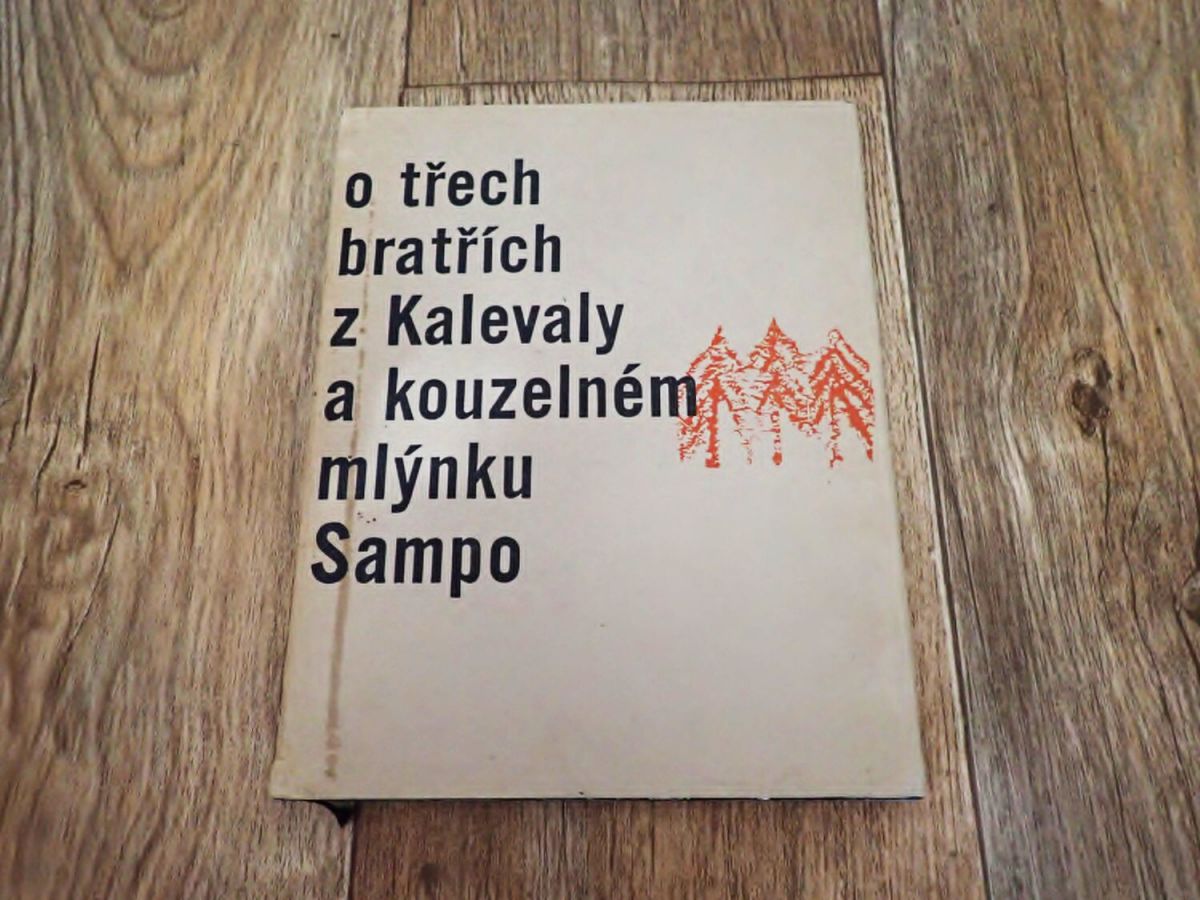 o třech
bratřích
z Kalevaly
a kouzelném
mlýnku
Sampo